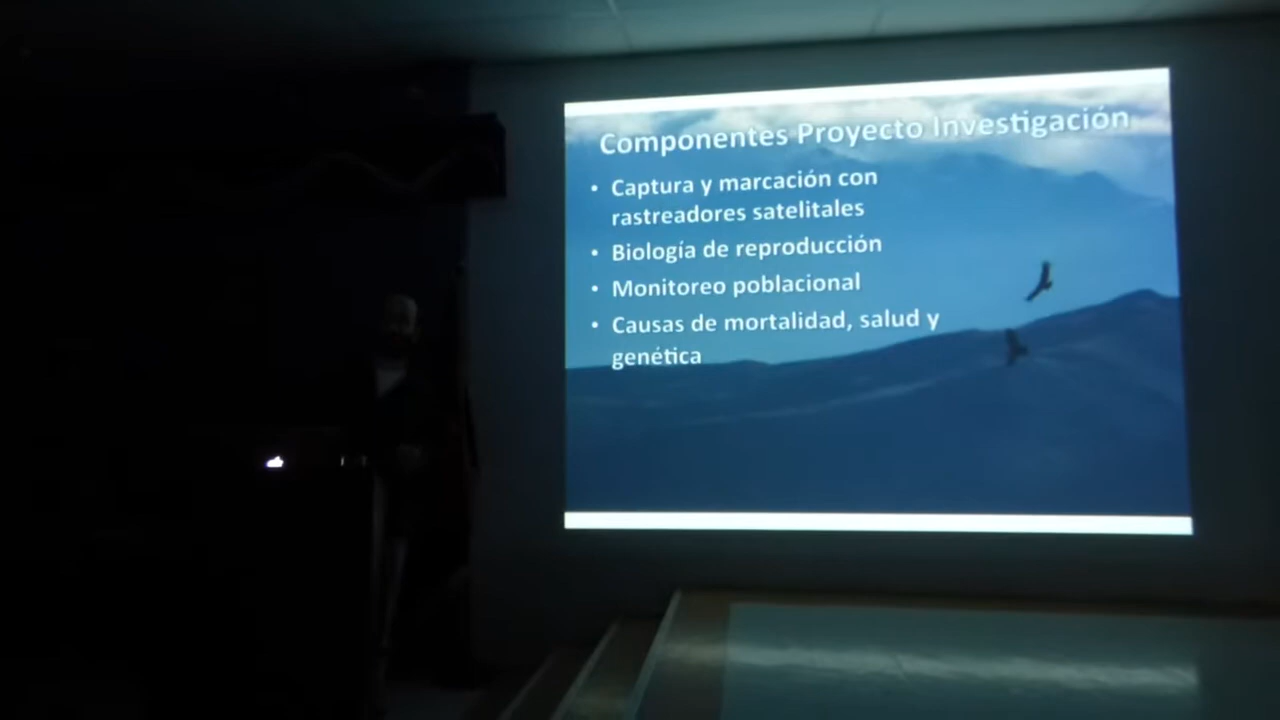 Componentes Proyecto Investigación
• Captura y marcación con
rastreadores satelitales
• Biología de reproducción
• Monitoreo poblacional
• Causas de mortalidad, salud y
genética